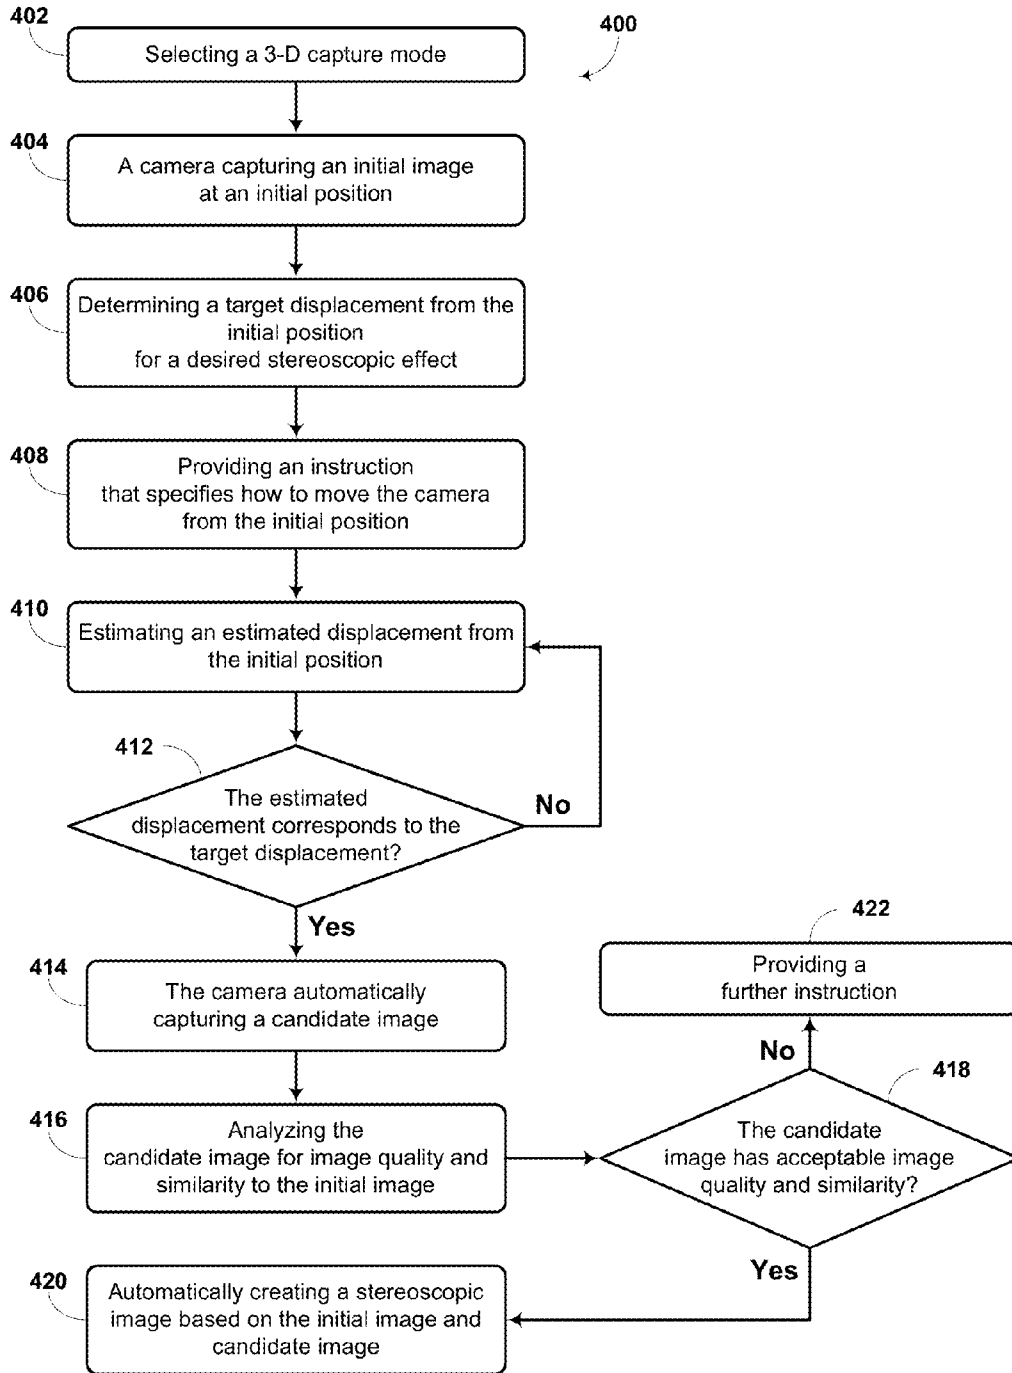 402
Selecting a 3-D capture mode
400
404
A camera capturing an initial image
at an initial position
406
Determining a target displacement from the
initial position
for a desired stereoscopic effect
408
Providing an instruction
that specifies how to move the camera
from the initial position
410
Estimating an estimated displacement from
the initial position
412
The estimated
displacement corresponds to the
target displacement?
No
Yes
414
The camera automatically
capturing a candidate image
416
Analyzing the
candidate image for image quality and
similarity to the initial image
422
Providing a
further instruction
No
418
The candidate
image has acceptable image
quality and similarity?
Yes
420
Automatically creating a stereoscopic
image based on the initial image and
candidate image